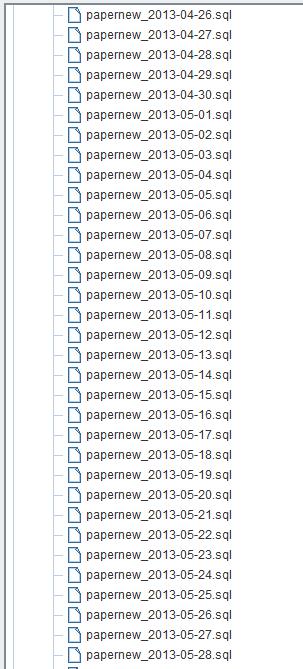 papernew_2013-04-26.sql
papernew_2013-04-27.sql
papernew_2013-04-28.sql
papernew_2013-04-29.sql
papernew_2013-04-30.sql
papernew_2013-05-01.sql
papernew_2013-05-02.sql
papernew_2013-05-03.sql
papernew_2013-05-04.sql
papernew_2013-05-05.sql
papernew_2013-05-06.sql
papernew_2013-05-07.sql
papernew_2013-05-08.sql
papernew_2013-05-09.sql
papernew_2013-05-10.sql
papernew_2013-05-11.sql
papernew_2013-05-12.sql
papernew_2013-05-13.sql
papernew_2013-05-14.sql
papernew_2013-05-15.sql
papernew_2013-05-16.sql
papernew_2013-05-17.sql
papernew_2013-05-18.sql
papernew_2013-05-19.sql
papernew_2013-05-20.sql
papernew_2013-05-21.sql
papernew_2013-05-22.sql
papernew_2013-05-23.sql
papernew_2013-05-24.sql
papernew_2013-05-25.sql
papernew_2013-05-26.sql
papernew_2013-05-27.sql
papernew_2013-05-28.sql